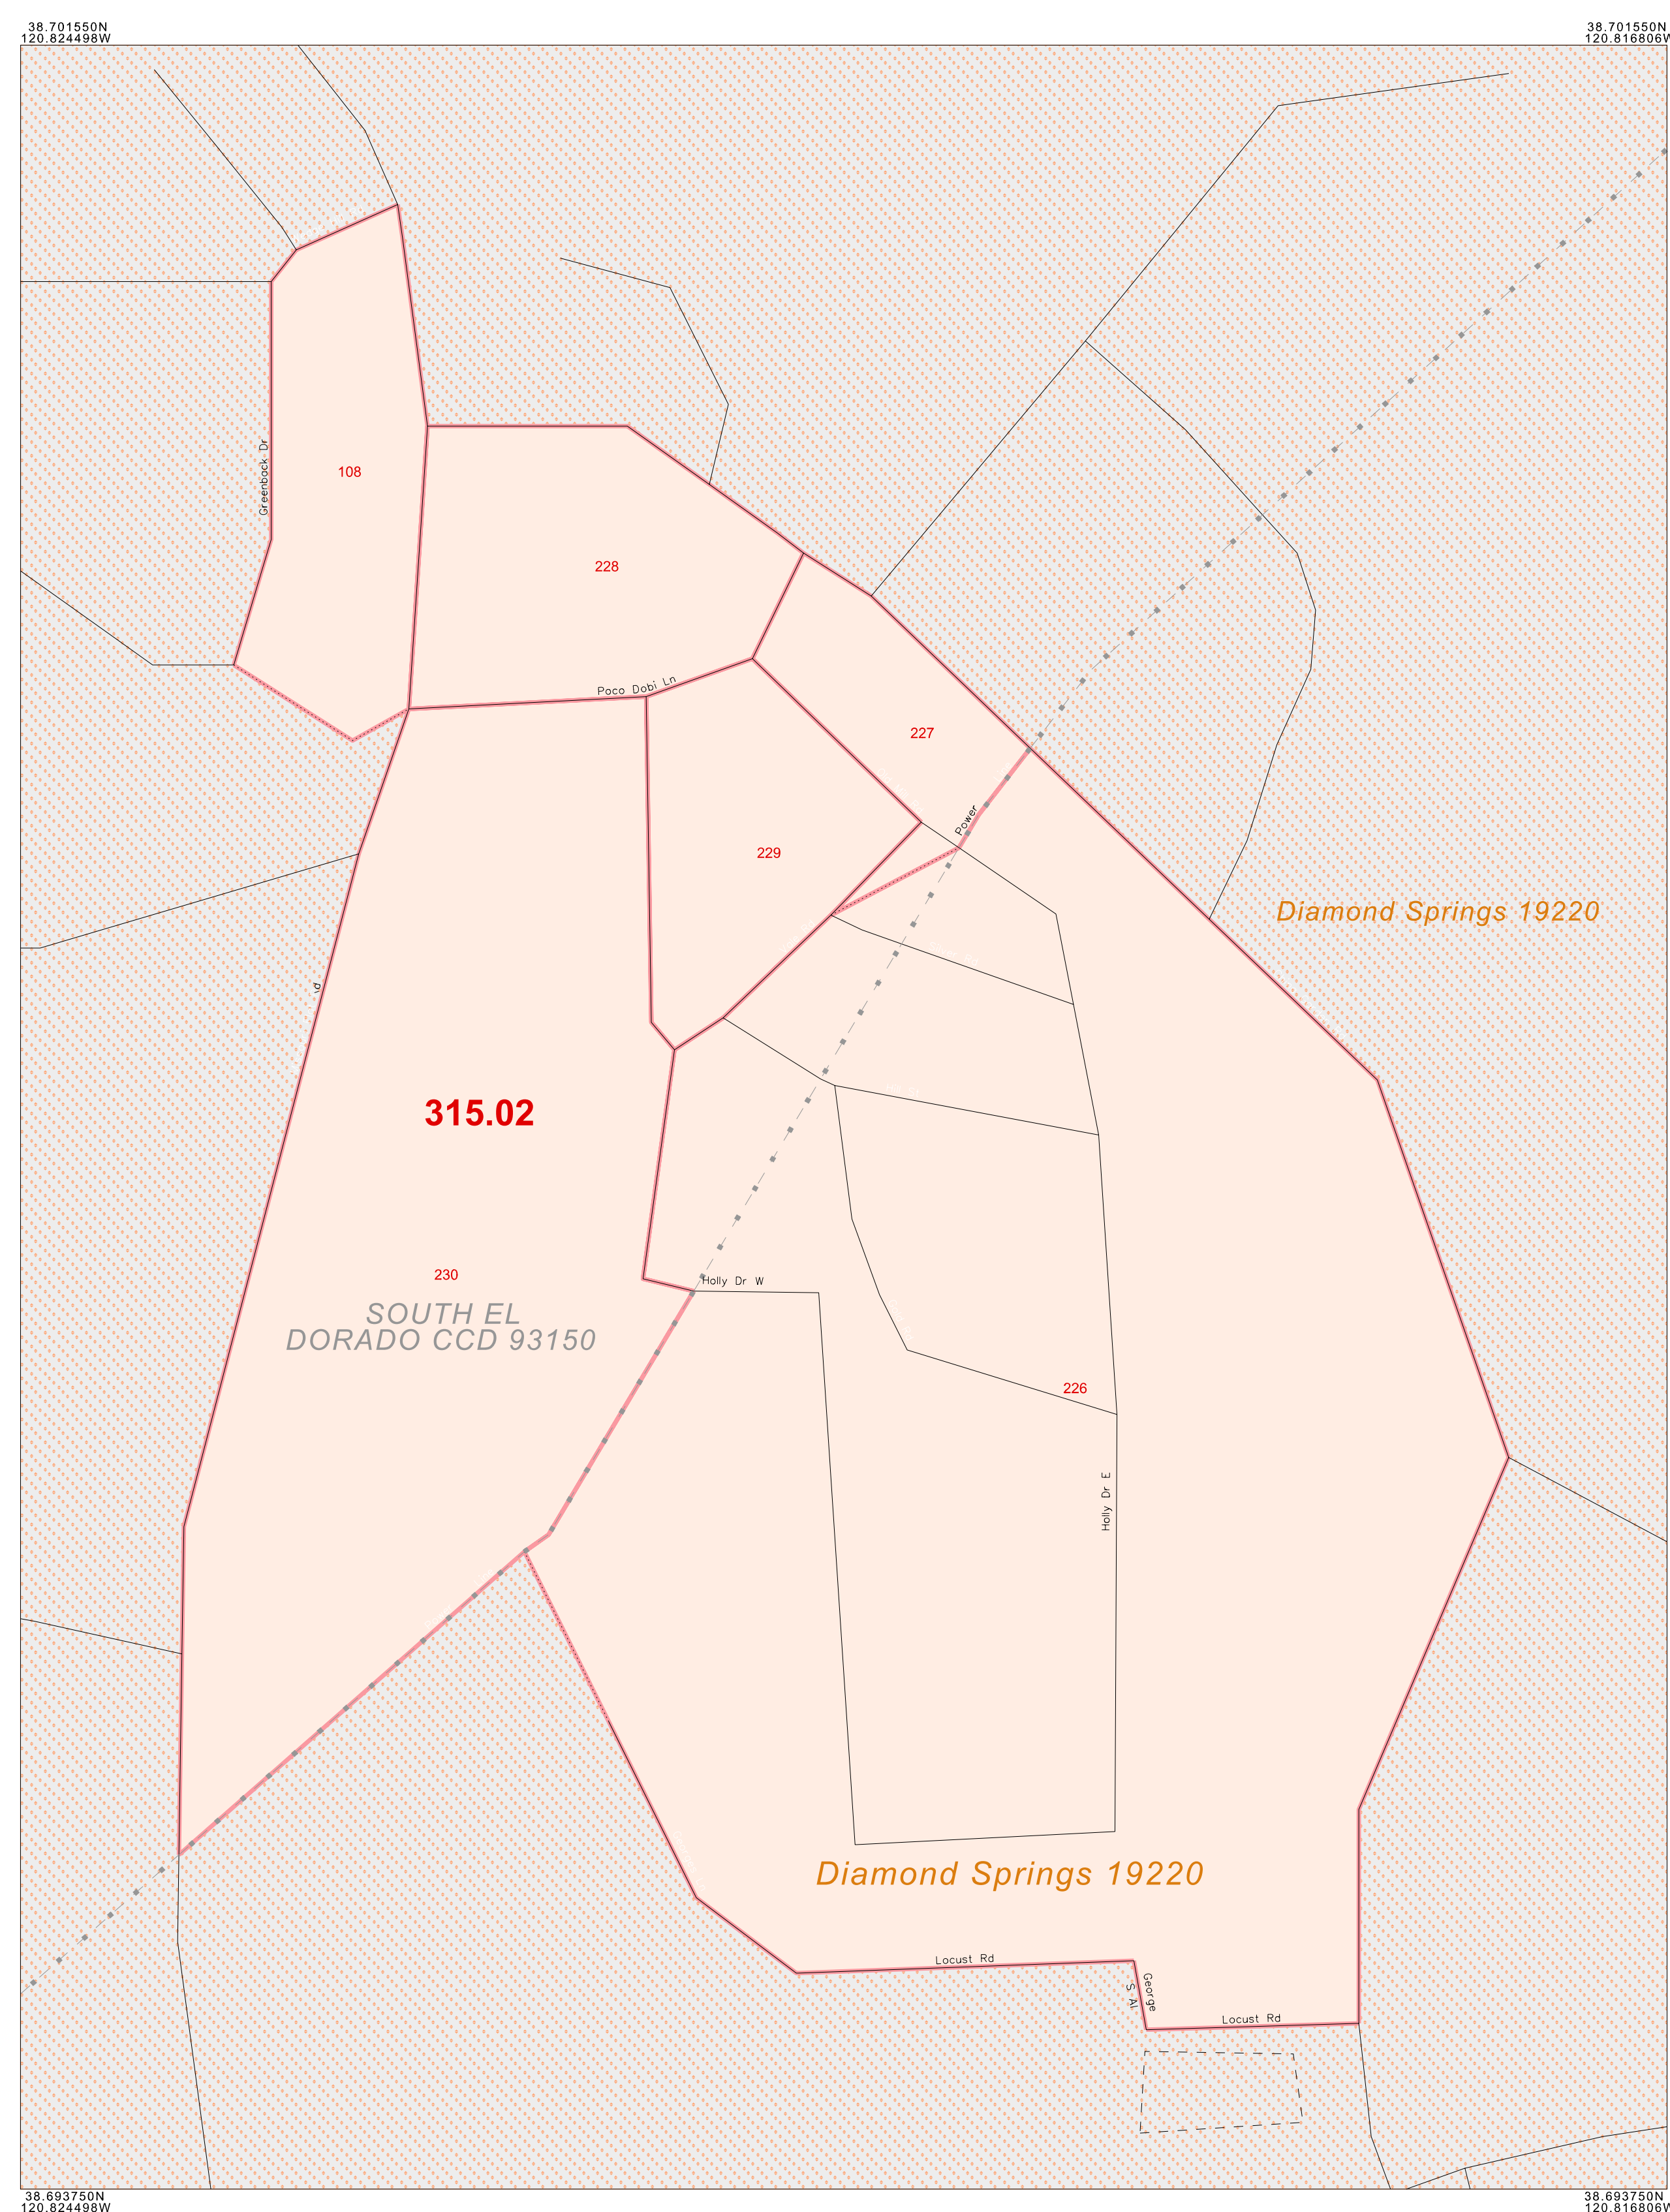 38.701550N
120.824498W
38.701550N
120.816806W
Greenback Dr
108
228
Poco Dobi Ln
227
Power
229
Diamond Springs 19220
315.02
230
SOUTH EL
DORADO CCD 93150
Holly Dr W
226
Holly Dr E
Diamond Springs 19220
Locust Rd
George
S Al
Locust Rd
38.693750N
120.824498W
38.693750N
120.816806W